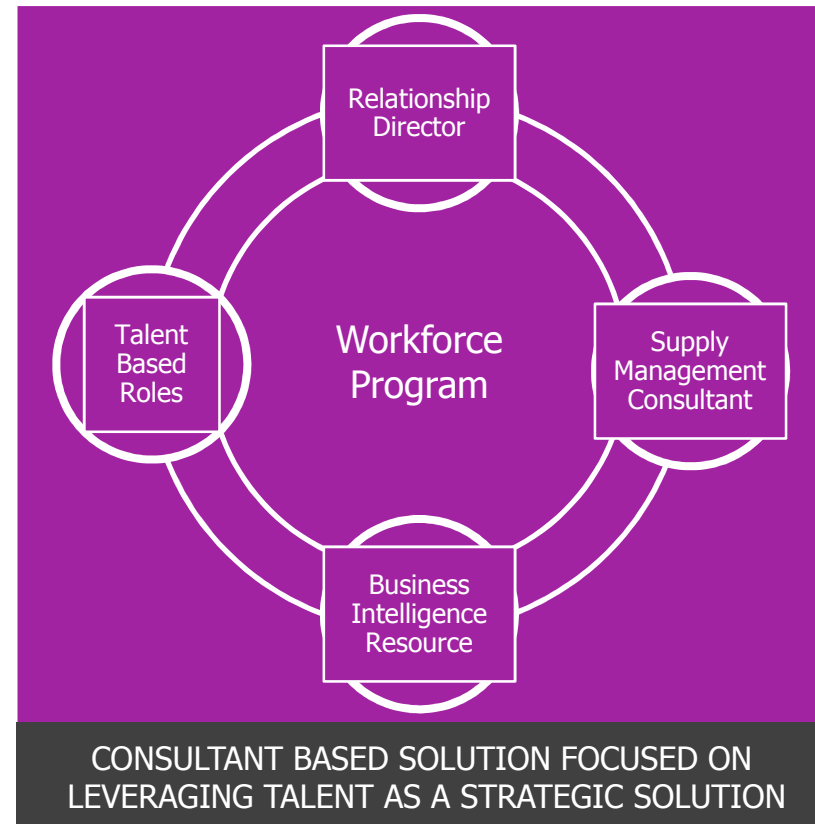 Relationship
Director
Talent
Based
Roles
Workforce
Program
Supply
Management
Consultant
Business
Intelligence
Resource
CONSULTANT BASED SOLUTION FOCUSED ON
LEVERAGING TALENT AS A STRATEGIC SOLUTION